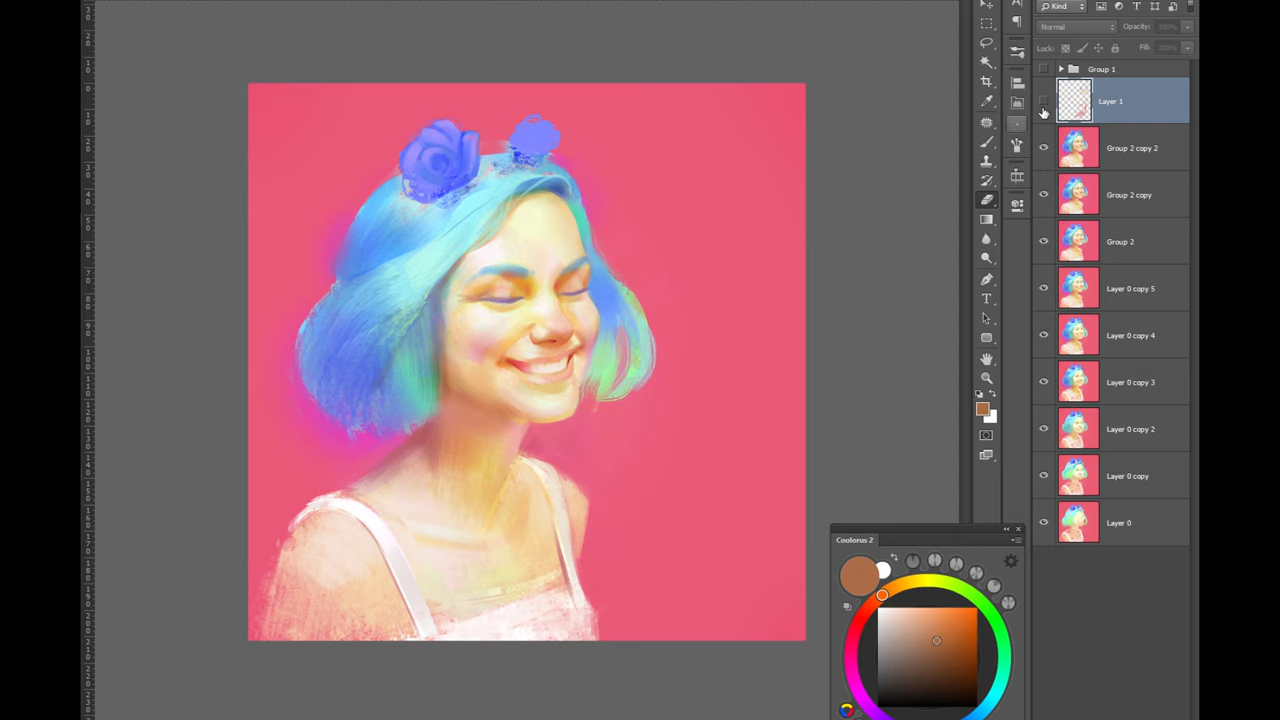 Kind
Normal
Opacity: 100%
Lock:
Fill: 100%
Group 1
Layer 1
Group 2 copy 2
Group 2 copy
Group 2
Layer 0 copy 5
Layer 0 copy 4
Layer 0 copy 3
Layer 0 copy 2
Layer 0 copy
Layer 0
Coolorus 2